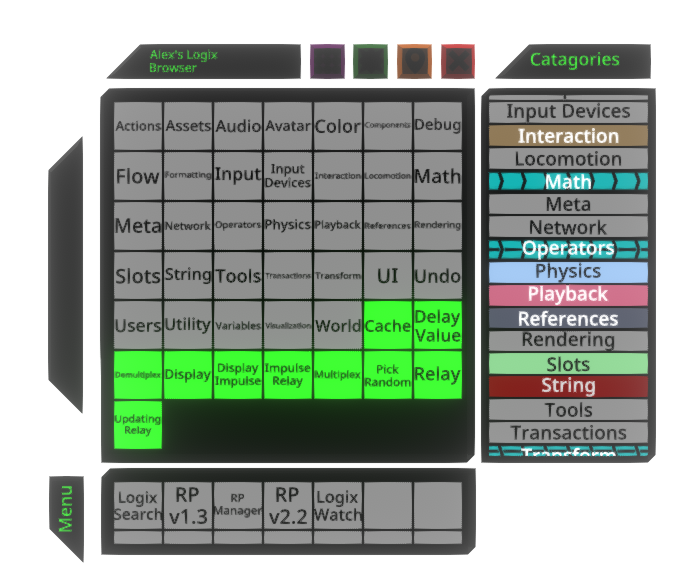 Alex's Logix
Browser
Catagories
Actions Assets Audio Avatar Color Components Debug
Flow Formatting Input Input Devices Interaction Locomotion Math
Meta Network Operators Physics Playback References Rendering
Slots String Tools Transactions Transform UI Undo
Users Utility Variables Visualization World Cache Delay Value
Demultiplex Display Display Impulse Impulse Relay Multiplex Pick Random Relay
Updating Relay
Input Devices
Interaction
Locomotion
Math
Meta
Network
Operators
Physics
Playback
References
Rendering
Slots
String
Tools
Transactions
Transform
Menu
Logix Search RP v1.3 RP Manager RP v2.2 Logix Watch